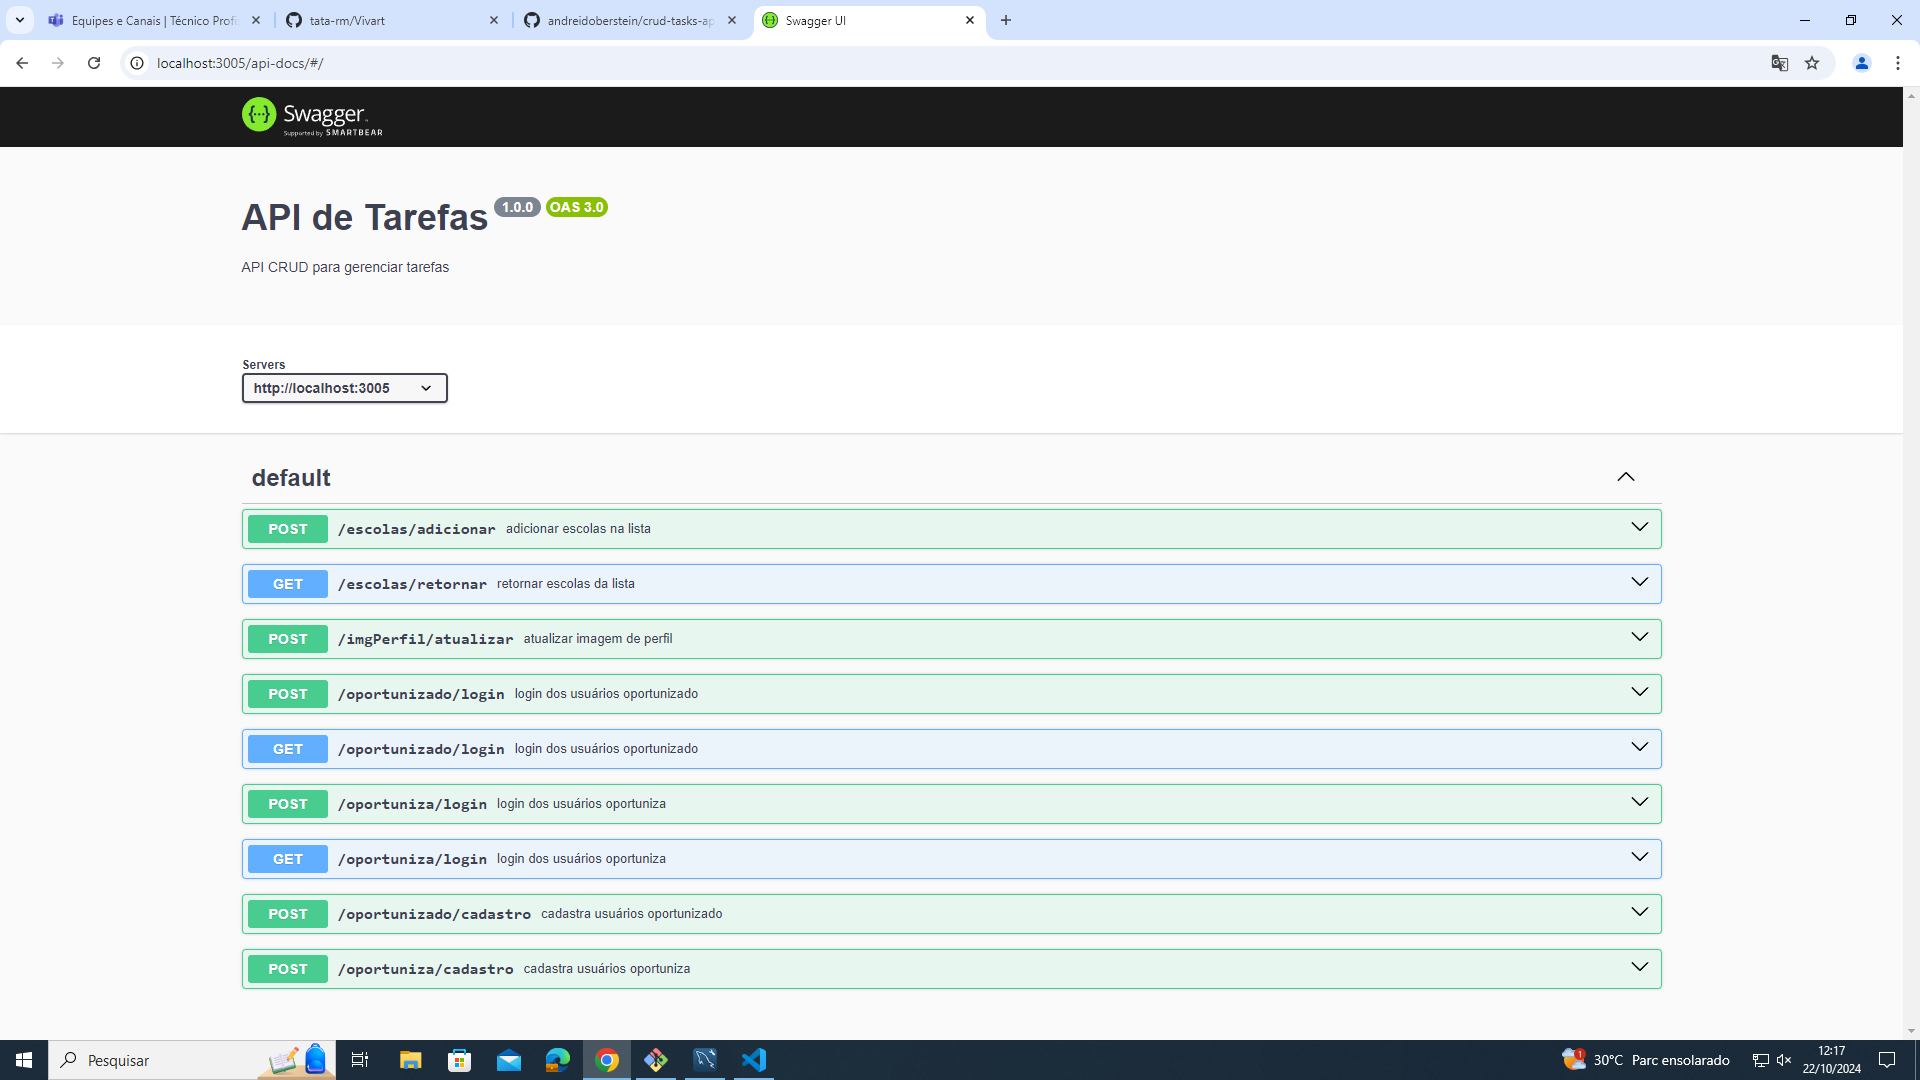 Equipes e Canais | Técnico Prof
tata-rm/Vivart
andreidoberstein/crud-tasks-ap
Swagger UI
localhost:3005/api-docs/#/
Swagger
Supported by SMARTBEAR
API de Tarefas 1.0.0 OAS 3.0
API CRUD para gerenciar tarefas
Servers
http://localhost:3005
default
POST /escolas/adicionar adicionar escolas na lista
GET /escolas/retornar retornar escolas da lista
POST /imgPerfil/atualizar atualizar imagem de perfil
POST /oportunizado/login login dos usuários oportunizado
GET /oportunizado/login login dos usuários oportunizado
POST /oportuniza/login login dos usuários oportuniza
GET /oportuniza/login login dos usuários oportuniza
POST /oportunizado/cadastro cadastra usuários oportunizado
POST /oportuniza/cadastro cadastra usuários oportuniza
Pesquisar
1
30°C Parc ensolarado
12:17
22/10/2024